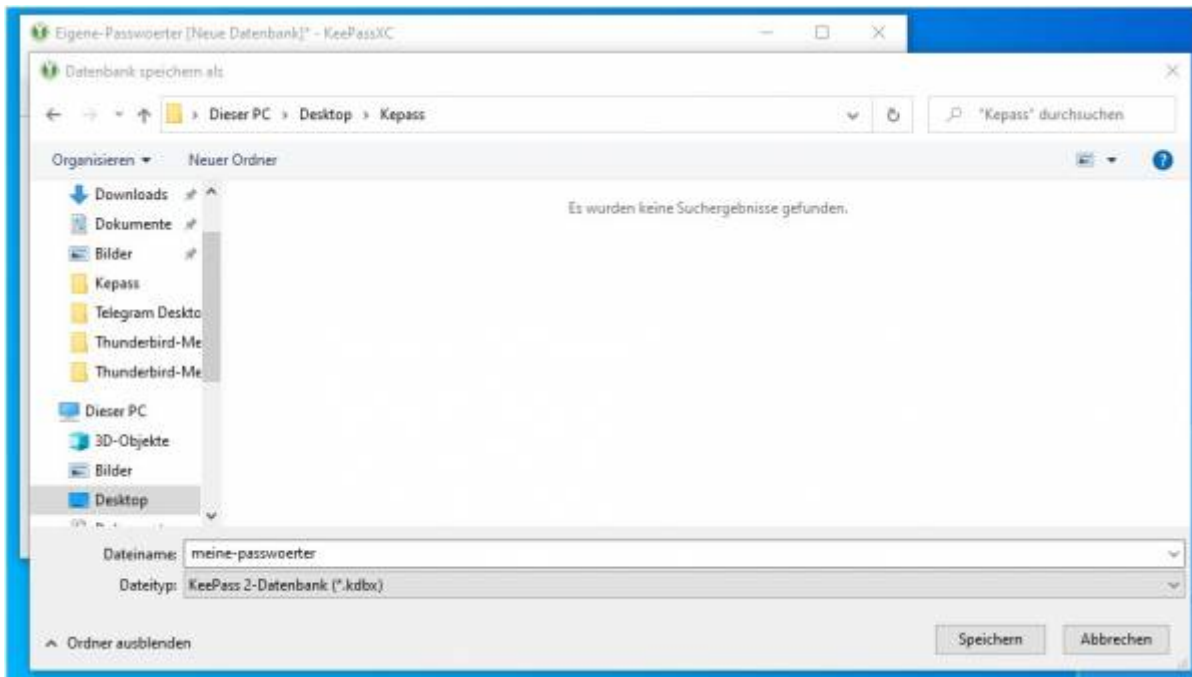 Eigene-Passwoerter [Neue Datenbank]* - KeePassXC
Datenbank speichern als
Dieser PC › Desktop › Kepass
"Kepass" durchsuchen
Organisieren
Neuer Ordner
Downloads
Dokumente
Bilder
Kepass
Telegram Deskto
Thunderbird-Me
Thunderbird-Me
Dieser PC
3D-Objekte
Bilder
Desktop
Es wurden keine Suchergebnisse gefunden.
Dateiname: meine-passwoerter
Dateityp: KeePass 2-Datenbank (*.kdbx)
Ordner ausblenden
Speichern
Abbrechen